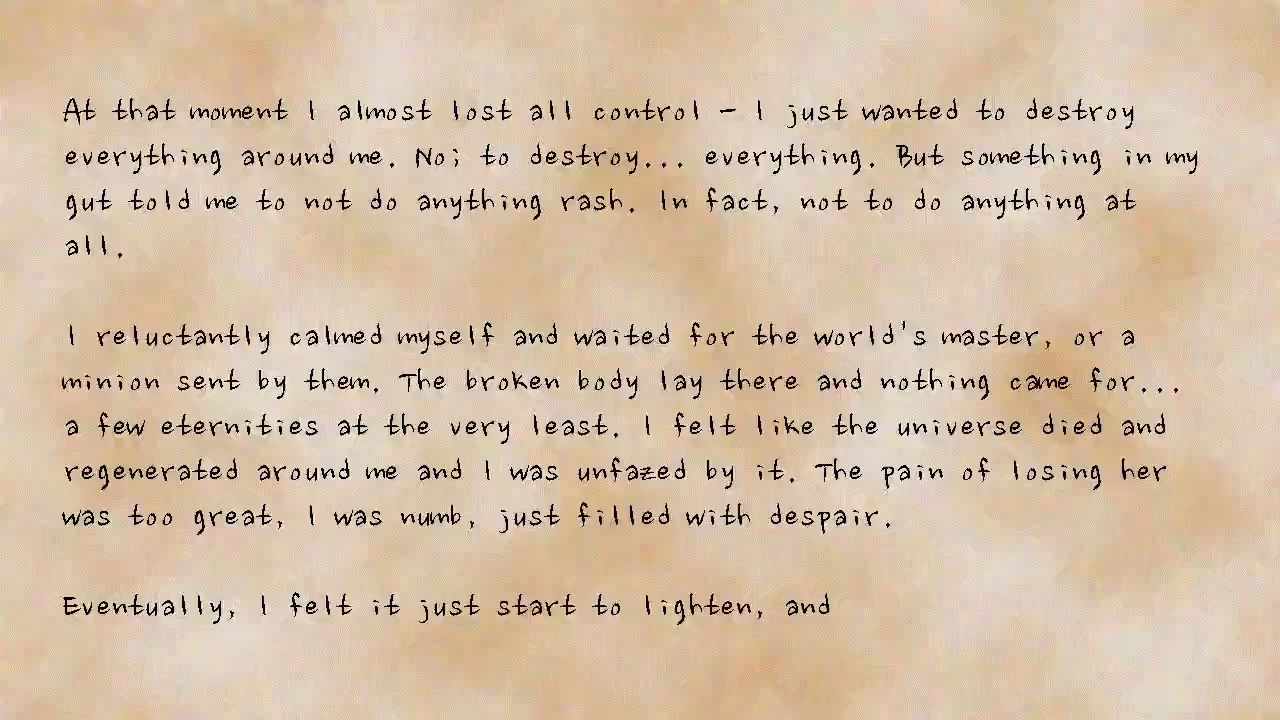 At that moment I almost lost all control - I just wanted to destroy
everything around me. No; to destroy... everything. But something in my
gut told me to not do anything rash. In fact, not to do anything at
all.
I reluctantly calmed myself and waited for the world's master, or a
minion sent by them. The broken body lay there and nothing came for...
a few eternities at the very least. I felt like the universe died and
regenerated around me and I was unfazed by it. The pain of losing her
was too great, I was numb, just filled with despair.
Eventually, I felt it just start to lighten, and